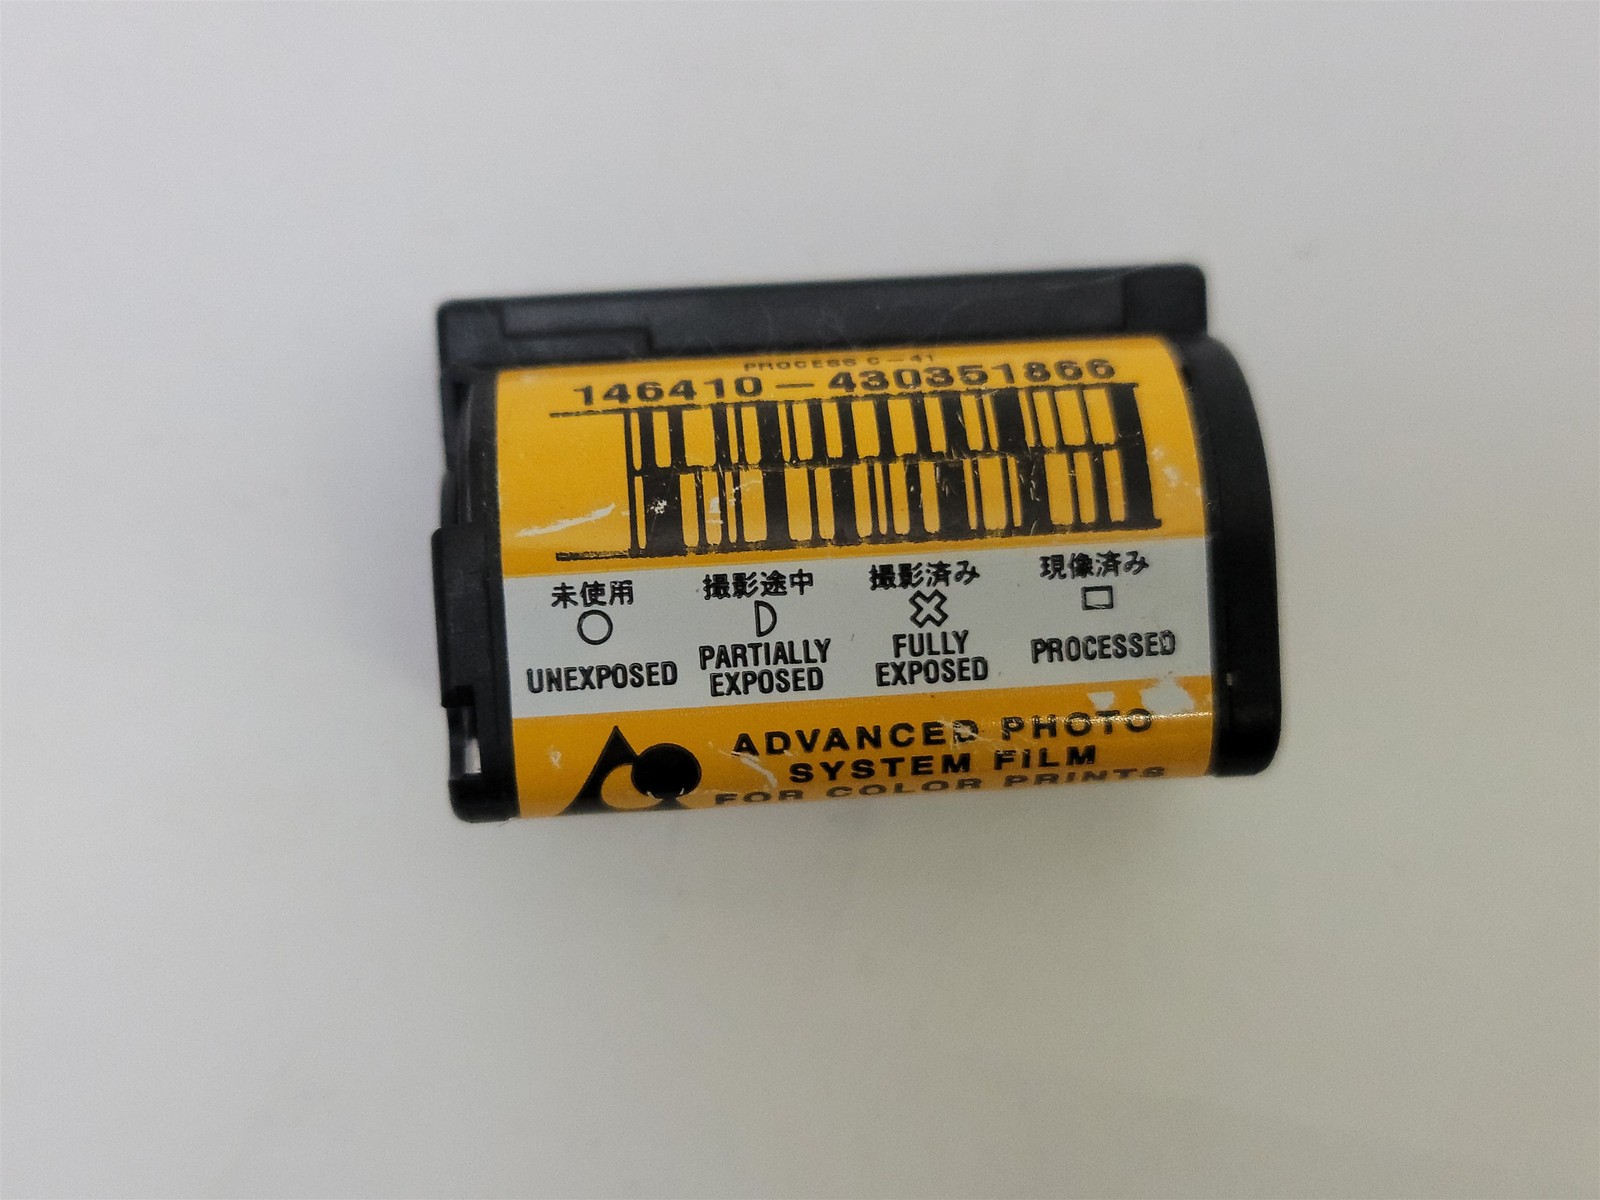 PROCESS C-41
146410-430351866
未使用 撮影途中 撮影済み 現像済み
UNEXPOSED PARTIALLY EXPOSED FULLY EXPOSED PROCESSED
ADVANCED PHOTO
SYSTEM FILM
FOR COLOR PRINTS